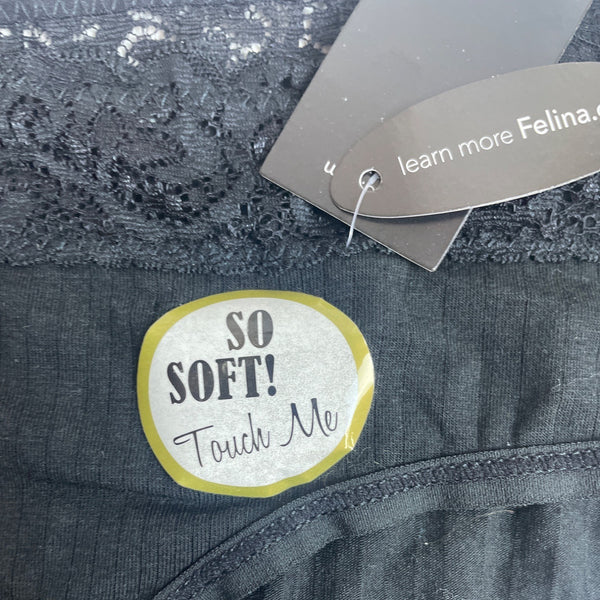 learn more Felina.
SO
SOFT!
Touch Me